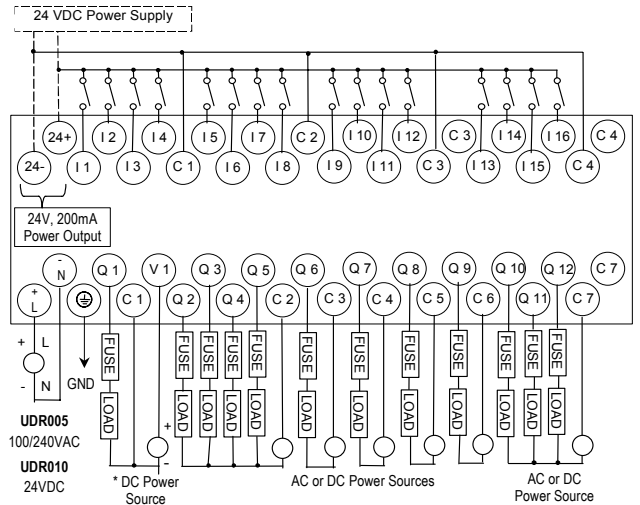 24 VDC Power Supply
24+ I 2 I 4 I 5 I 7 C 2 I 10 I 12 C 3 I 14 I 16 C 4
24- I 1 I 3 C 1 I 6 I 8 I 9 I 11 C 3 I 13 I 15 C 4
24V, 200mA
Power Output
- N Q 1 V 1 Q 3 Q 5 Q 6 Q 7 Q 8 Q 9 Q 10 Q 12 C 7
+ L C 1 Q 2 Q 4 C 2 C 3 C 4 C 5 C 6 Q 11 C 7
+ L
- N
GND
FUSE FUSE FUSE FUSE FUSE FUSE FUSE FUSE FUSE FUSE FUSE FUSE
LOAD LOAD LOAD LOAD LOAD LOAD LOAD LOAD LOAD LOAD LOAD LOAD
+
-
UDR005
100/240VAC
UDR010
24VDC
* DC Power
Source
AC or DC Power Sources
AC or DC
Power Source